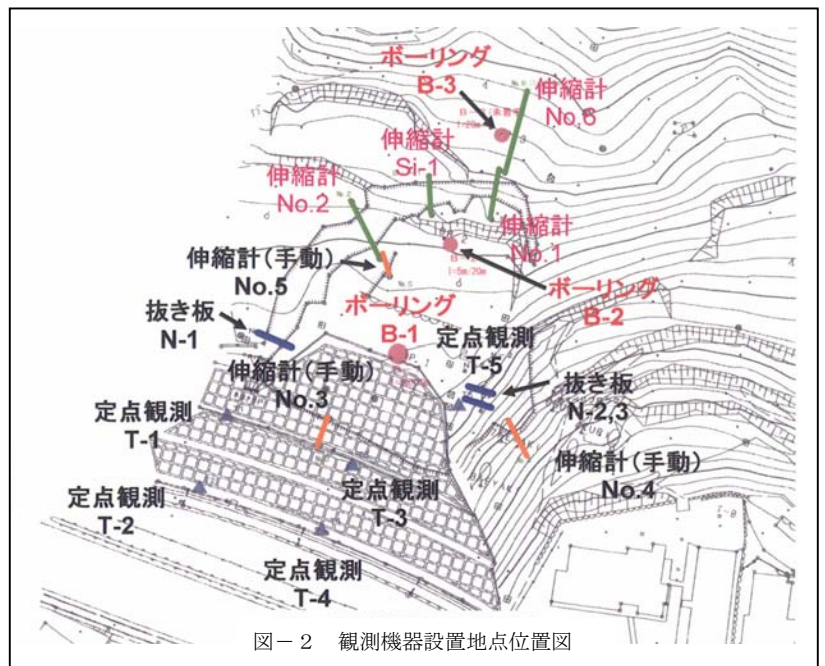 ボーリング
B-3
伸縮計
No.6
伸縮計
Si-1
伸縮計
No.2
伸縮計
No.1
伸縮計(手動)
No.5
ボーリング
B-2
抜き板
N-1
ボーリング
B-1
定点観測
T-5
伸縮計(手動)
No.3
抜き板
N-2,3
定点観測
T-1
伸縮計(手動)
No.4
定点観測
T-3
定点観測
T-2
定点観測
T-4
図-2 観測機器設置地点位置図